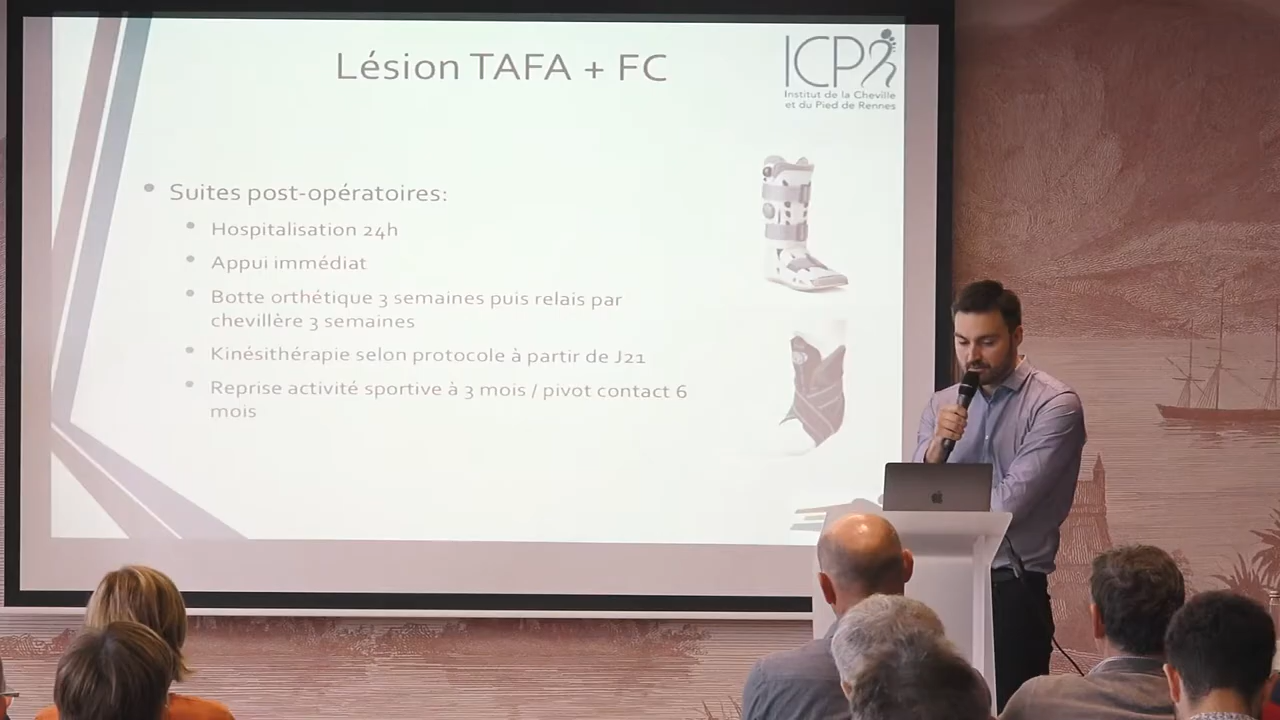 Lésion TAFA + FC
ICP
Institut de la Cheville
et du Pied de Rennes
Suites post-opératoires:
Hospitalisation 24h
Appui immédiat
Botte orthétique 3 semaines puis relais par
chevillère 3 semaines
Kinésithérapie selon protocole à partir de J21
Reprise activité sportive à 3 mois / pivot contact 6
mois